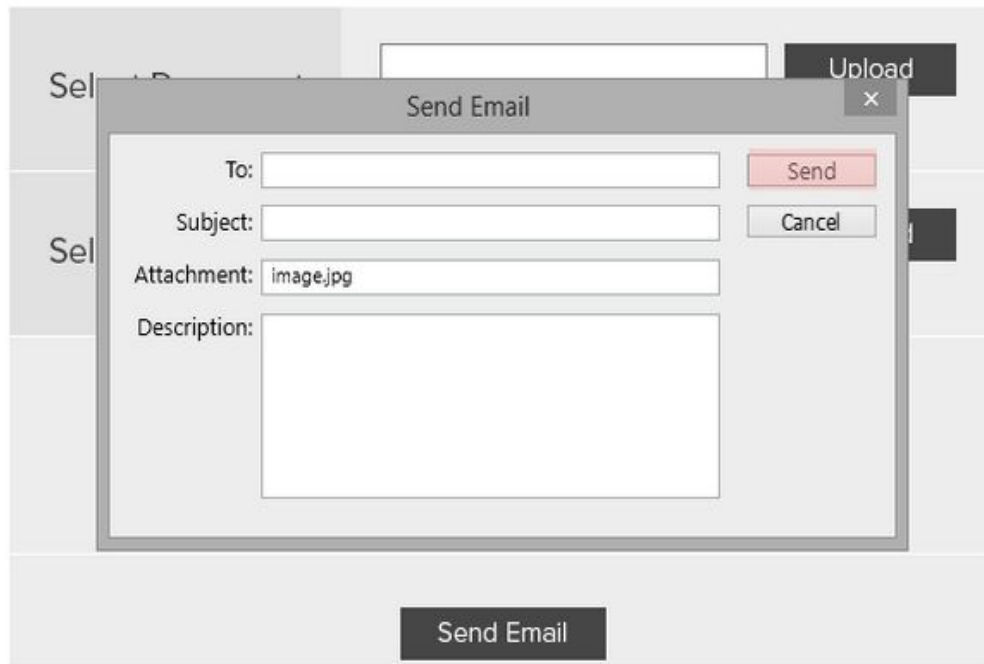 Upload
Send Email
To:
Send
Subject:
Cancel
Attachment: image.jpg
Description:
Send Email